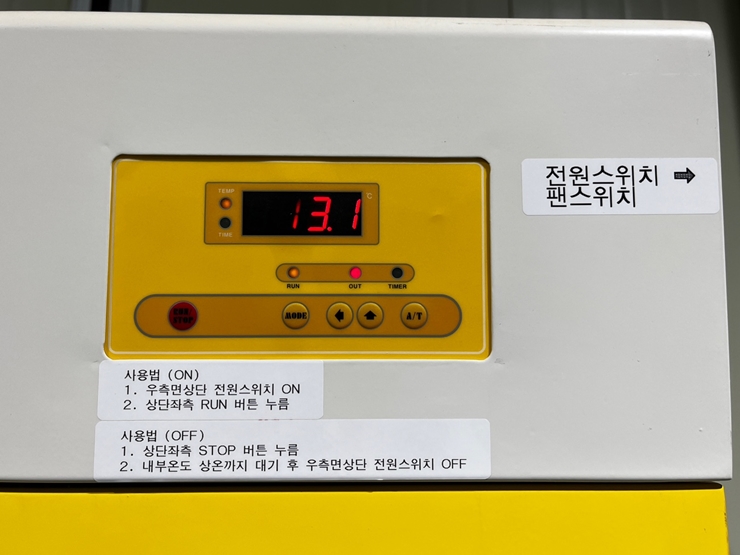 전원스위치 ➡
팬스위치
TEMP
13.1 ℃
TIME
RUN OUT TIMER
RUN STOP MODE A/T
사용법 (ON)
1. 우측면상단 전원스위치 ON
2. 상단좌측 RUN 버튼 누름
사용법 (OFF)
1. 상단좌측 STOP 버튼 누름
2. 내부온도 상온까지 대기 후 우측면상단 전원스위치 OFF